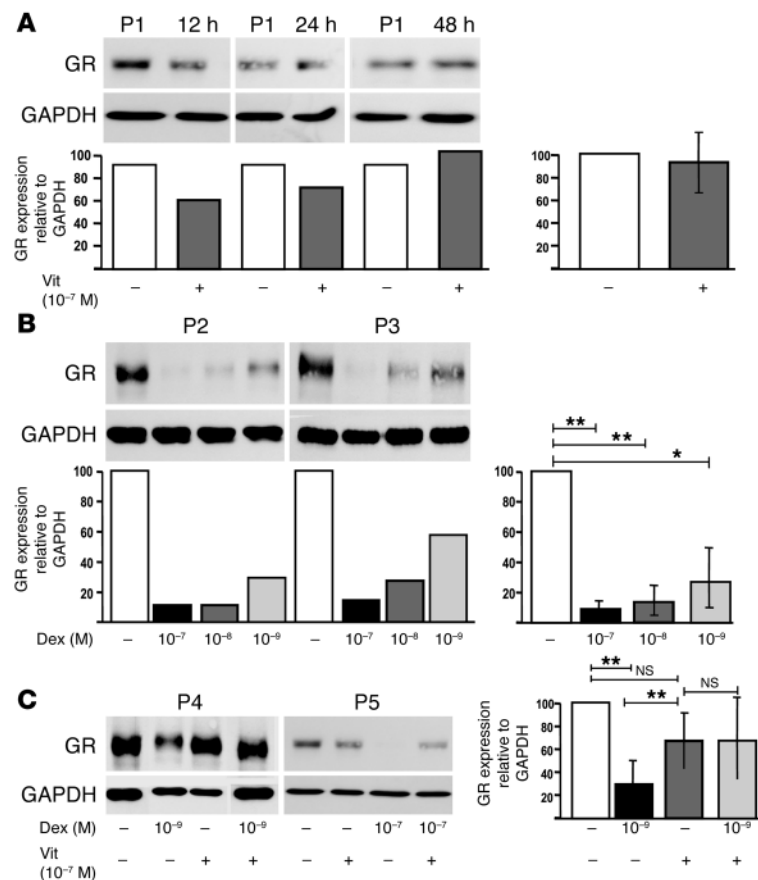 A
P1 12 h P1 24 h P1 48 h
GR
GAPDH
GR expression
relative to
GAPDH
100
80
60
40
20
100
80
60
40
20
Vit
(10⁻⁷ M)
– + – + – + – +
B
P2 P3
GR
GAPDH
**
**
*
GR expression
relative to
GAPDH
100
80
60
40
20
100
80
60
40
20
Dex (M) – 10⁻⁷ 10⁻⁸ 10⁻⁹ – 10⁻⁷ 10⁻⁸ 10⁻⁹ – 10⁻⁷ 10⁻⁸ 10⁻⁹
C
P4 P5
GR
GAPDH
Dex (M) – 10⁻⁹ – 10⁻⁹ – – 10⁻⁷ 10⁻⁷
Vit
(10⁻⁷ M)
– – + + – + – +
**
NS
**
NS
GR expression
relative to
GAPDH
100
80
60
40
20
– 10⁻⁹ – 10⁻⁹
– – + +